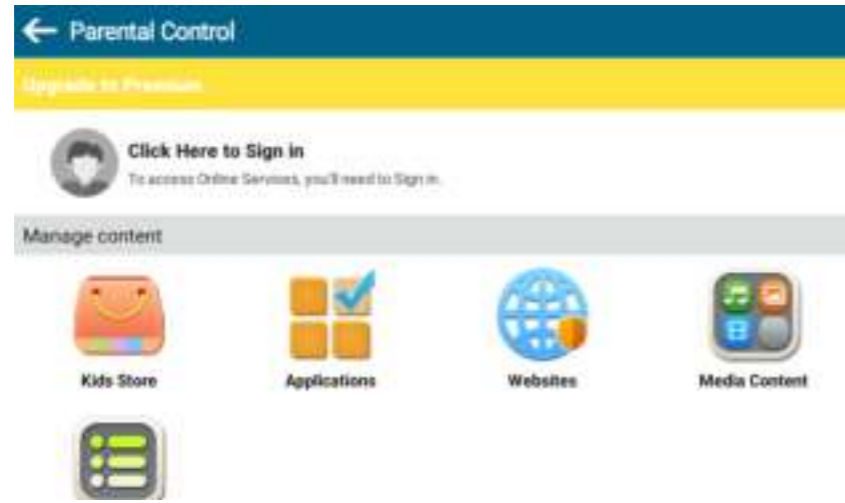 Parental Control
Upgrade to Premium
Click Here to Sign in
To access Online Services, you'll need to Sign in.
Manage content
Kids Store
Applications
Websites
Media Content